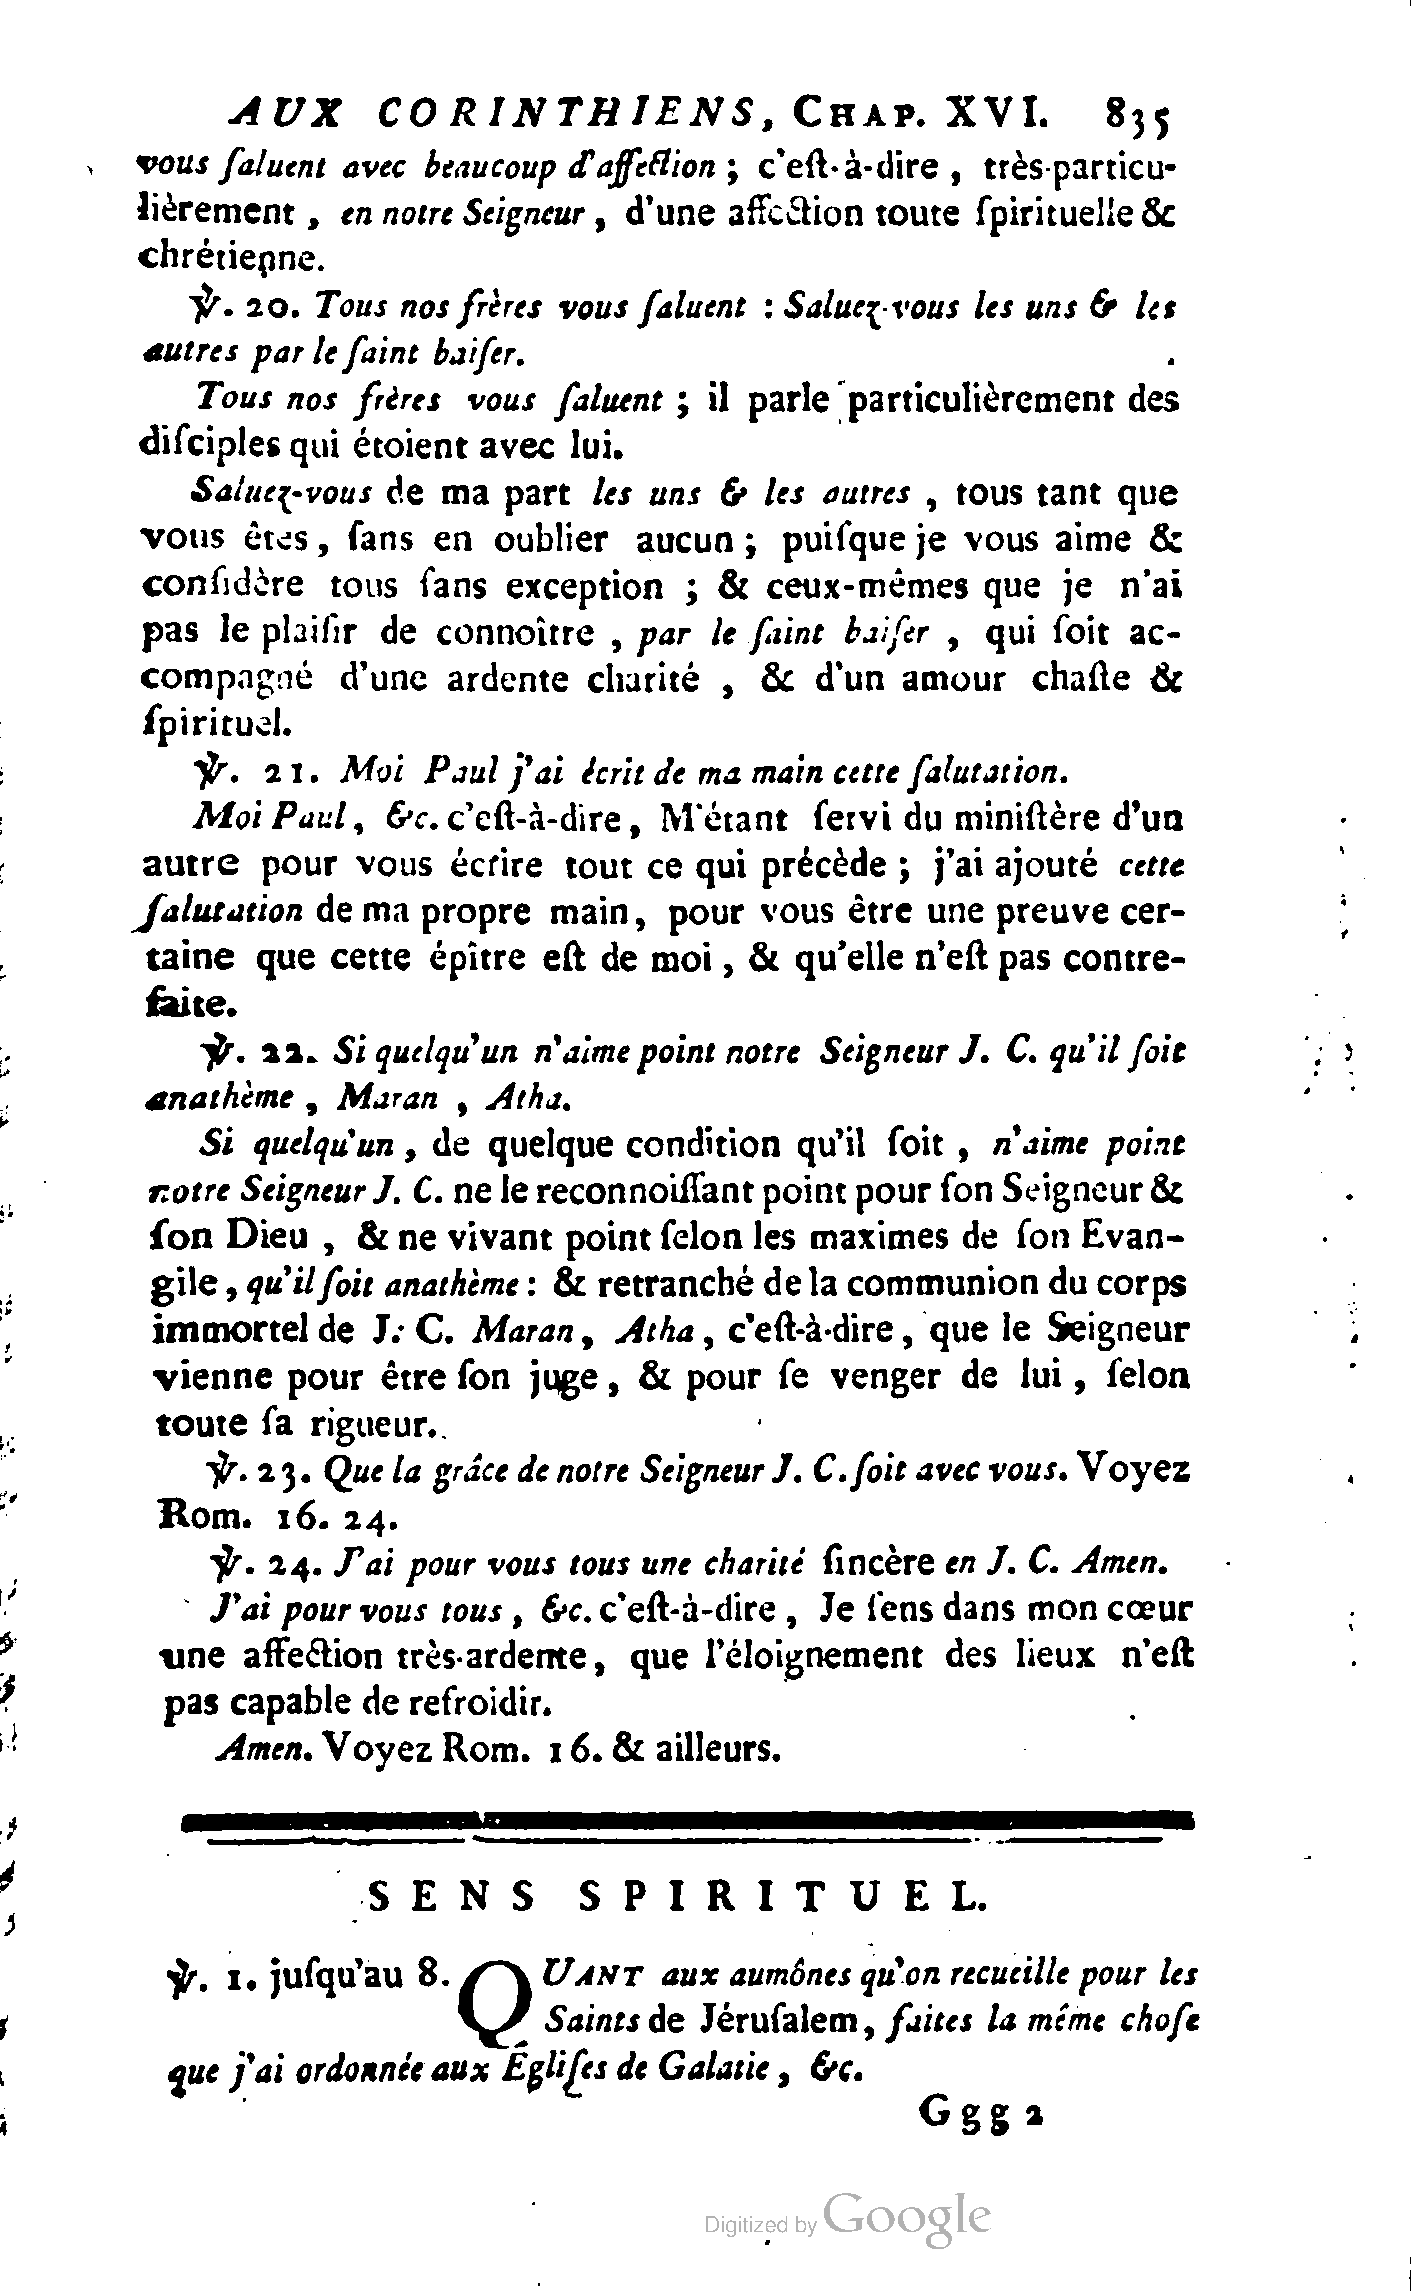 AUX CORINTHIENS, CHAP. XVI. 835
vous ſaluent avec beaucoup d'affection ; c'eſt-à-dire , très-particu-
lièrement , en notre Seigneur , d'une affection toute ſpirituelle &
chrétienne.
℣. 20. Tous nos frères vous ſaluent : Saluez-vous les uns & les
autres par le ſaint baiſer.
Tous nos frères vous ſaluent ; il parle particulièrement des
diſciples qui étoient avec lui.
Saluez-vous de ma part les uns & les autres , tous tant que
vous êtes , ſans en oublier aucun ; puiſque je vous aime &
conſidère tous ſans exception ; & ceux-mêmes que je n'ai
pas le plaiſir de connoître , par le ſaint baiſer , qui ſoit ac-
compagné d'une ardente charité , & d'un amour chaſte &
ſpirituel.
℣. 21. Moi Paul j'ai écrit de ma main cette ſalutation.
Moi Paul, &c. c'eſt-à-dire, M'étant ſervi du miniſtère d'un
autre pour vous écrire tout ce qui précède ; j'ai ajouté cette
ſalutation de ma propre main, pour vous être une preuve cer-
taine que cette épître eſt de moi , & qu'elle n'eſt pas contre-
faite.
℣. 22. Si quelqu'un n'aime point notre Seigneur J. C. qu'il ſoit
anathème , Maran , Atha.
Si quelqu'un , de quelque condition qu'il ſoit , n'aime point
notre Seigneur J. C. ne le reconnoiſſant point pour ſon Seigneur &
ſon Dieu , & ne vivant point ſelon les maximes de ſon Evan-
gile , qu'il ſoit anathème : & retranché de la communion du corps
immortel de J. C. Maran, Atha , c'eſt-à-dire , que le Seigneur
vienne pour être ſon juge , & pour ſe venger de lui , ſelon
toute ſa rigueur.
℣. 23. Que la grâce de notre Seigneur J. C. ſoit avec vous. Voyez
Rom. 16. 24.
℣. 24. J'ai pour vous tous une charité ſincère en J. C. Amen.
J'ai pour vous tous , &c. c'eſt-à-dire , Je ſens dans mon cœur
une affection très-ardente, que l'éloignement des lieux n'eſt
pas capable de refroidir.
Amen. Voyez Rom. 16. & ailleurs.
SENS SPIRITUEL.
℣. 1. juſqu'au 8. QUANT aux aumônes qu'on recueille pour les
Saints de Jéruſalem, faites la même choſe
que j'ai ordonnée aux Égliſes de Galatie , &c.
Ggg 2
Digitized by Google